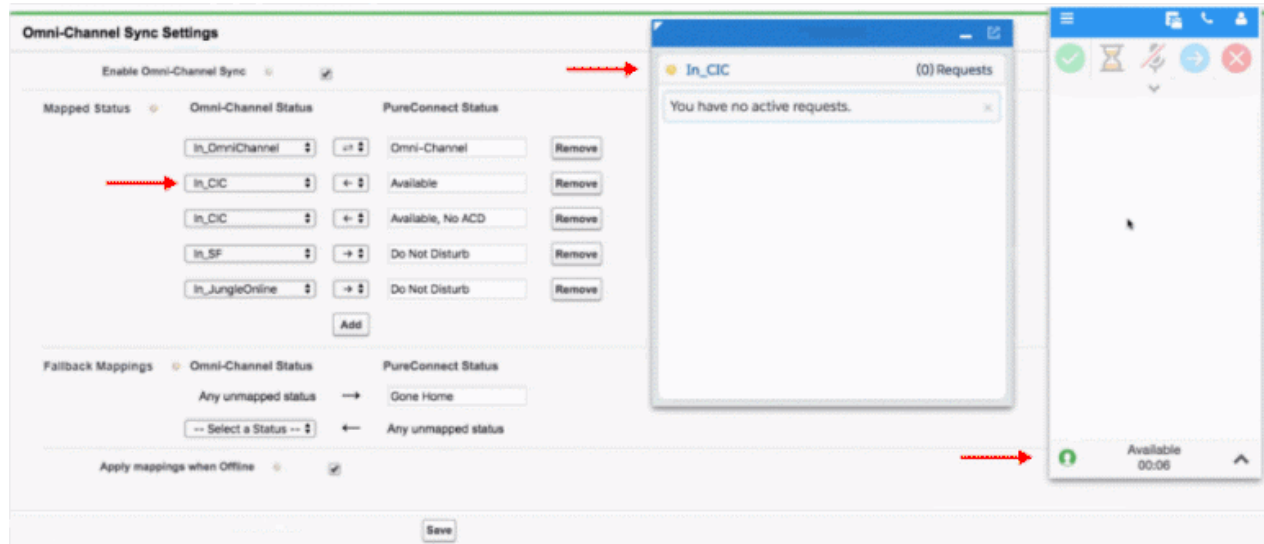 Omni-Channel Sync Settings
Enable Omni-Channel Sync
Mapped Status Omni-Channel Status PureConnect Status
In_OmniChannel ⇌ Omni-Channel Remove
In_CIC ← Available Remove
In_CIC ← Available, No ACD Remove
In_SF → Do Not Disturb Remove
In_JungleOnline → Do Not Disturb Remove
Add
Fallback Mappings Omni-Channel Status PureConnect Status
Any unmapped status → Gone Home
-- Select a Status -- ← Any unmapped status
Apply mappings when Offline
Save
In_CIC (0) Requests
You have no active requests.
Available
00:06